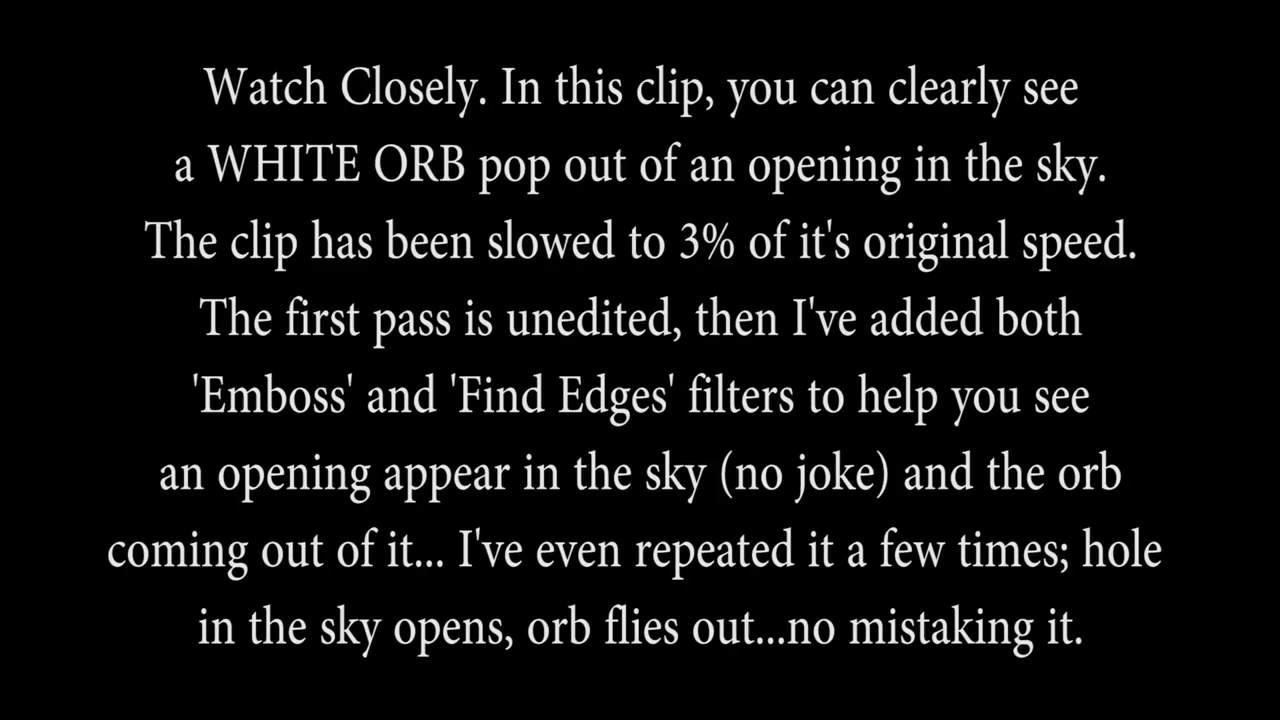 Watch Closely. In this clip, you can clearly see
a WHITE ORB pop out of an opening in the sky.
The clip has been slowed to 3% of it's original speed.
The first pass is unedited, then I've added both
'Emboss' and 'Find Edges' filters to help you see
an opening appear in the sky (no joke) and the orb
coming out of it... I've even repeated it a few times; hole
in the sky opens, orb flies out...no mistaking it.